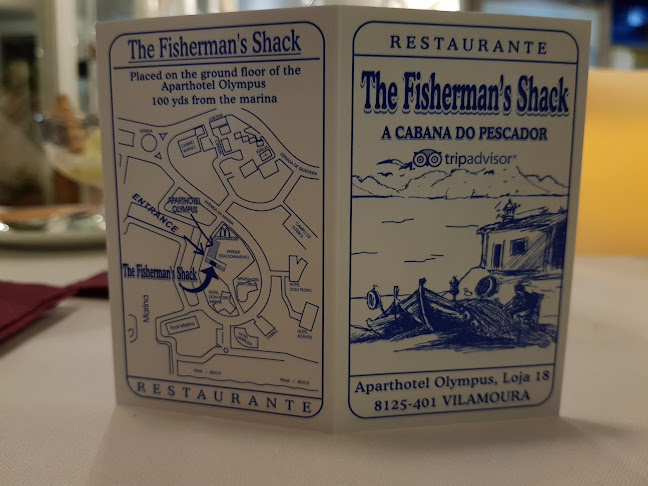 The Fisherman's Shack
Placed on the ground floor of the
Aparthotel Olympus
100 yds from the marina
ENTRANCE
APARTHOTEL
OLYMPUS
The Fisherman's Shack
Marina
RESTAURANTE
RESTAURANTE
The Fisherman's Shack
A CABANA DO PESCADOR
tripadvisor
Aparthotel Olympus, Loja 18
8125-401 VILAMOURA